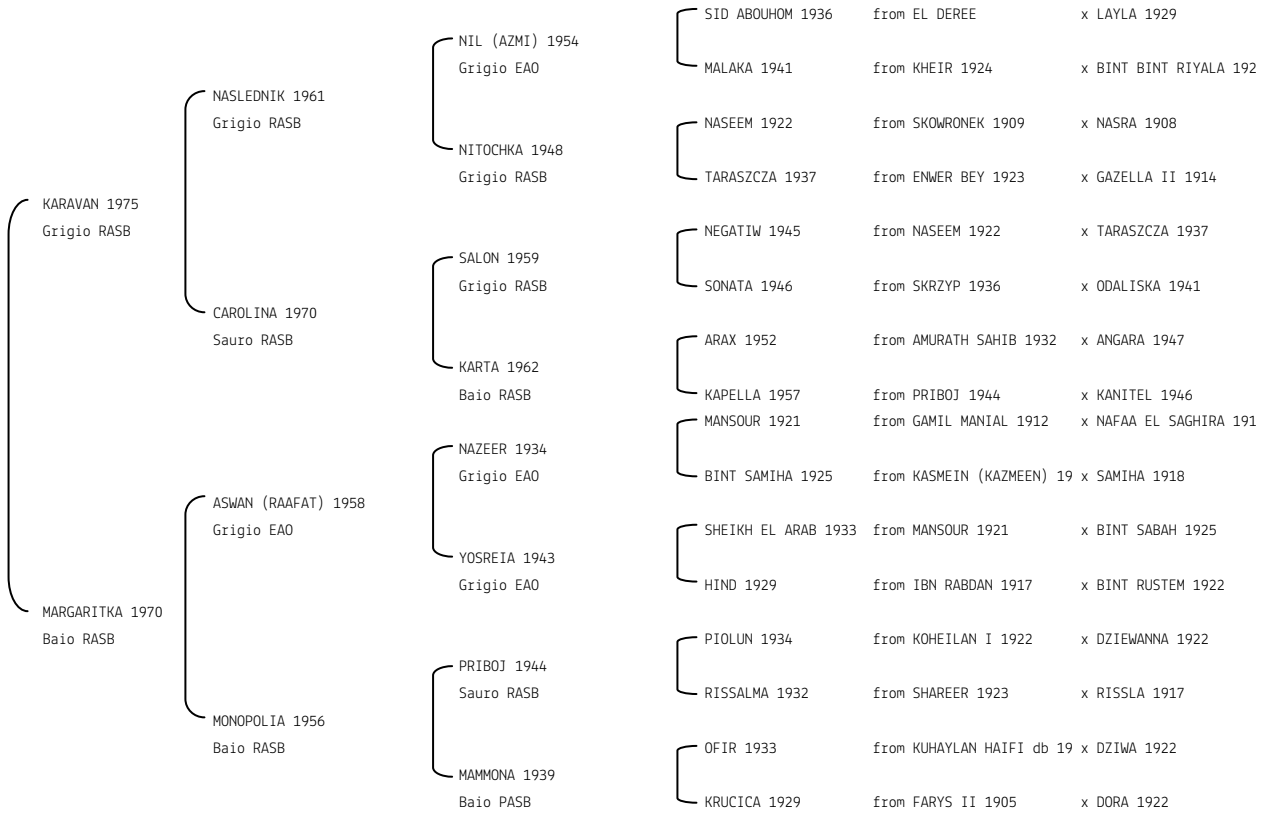 SID ABOUHOM 1936 from EL DEREE x LAYLA 1929
NIL (AZMI) 1954
Grigio EAO
MALAKA 1941 from KHEIR 1924 x BINT BINT RIYALA 192
NASLEDNIK 1961
Grigio RASB
NASEEM 1922 from SKOWRONEK 1909 x NASRA 1908
NITOCHKA 1948
Grigio RASB
TARASZCZA 1937 from ENWER BEY 1923 x GAZELLA II 1914
KARAVAN 1975
Grigio RASB
NEGATIW 1945 from NASEEM 1922 x TARASZCZA 1937
SALON 1959
Grigio RASB
SONATA 1946 from SKRZYP 1936 x ODALISKA 1941
CAROLINA 1970
Sauro RASB
ARAX 1952 from AMURATH SAHIB 1932 x ANGARA 1947
KARTA 1962
Baio RASB
KAPELLA 1957 from PRIBOJ 1944 x KANITEL 1946
MANSOUR 1921 from GAMIL MANIAL 1912 x NAFAA EL SAGHIRA 191
NAZEER 1934
Grigio EAO
BINT SAMIHA 1925 from KASMEIN (KAZMEEN) 19 x SAMIHA 1918
ASWAN (RAAFAT) 1958
Grigio EAO
SHEIKH EL ARAB 1933 from MANSOUR 1921 x BINT SABAH 1925
YOSREIA 1943
Grigio EAO
HIND 1929 from IBN RABDAN 1917 x BINT RUSTEM 1922
MARGARITKA 1970
Baio RASB
PIOLUN 1934 from KOHEILAN I 1922 x DZIEWANNA 1922
PRIBOJ 1944
Sauro RASB
RISSALMA 1932 from SHAREER 1923 x RISSLA 1917
MONOPOLIA 1956
Baio RASB
OFIR 1933 from KUHAYLAN HAIFI db 19 x DZIWA 1922
MAMMONA 1939
Baio PASB
KRUCICA 1929 from FARYS II 1905 x DORA 1922